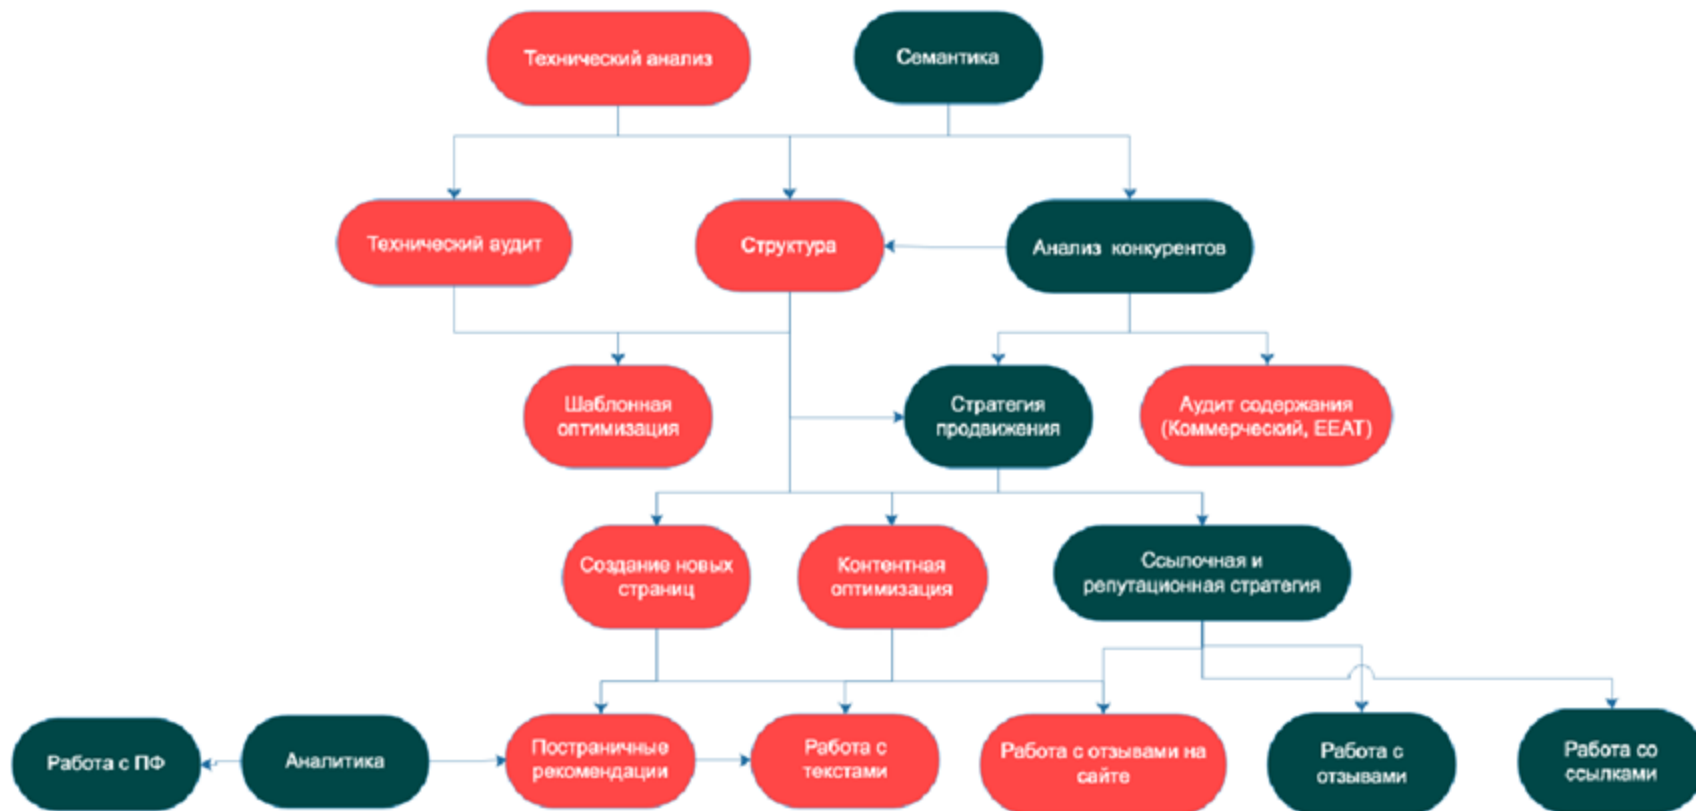 Технический анализ
Семантика
Технический аудит
Структура
Анализ конкурентов
Шаблонная
оптимизация
Стратегия
продвижения
Аудит содержания
(Коммерческий, EEAT)
Создание новых
страниц
Контентная
оптимизация
Ссылочная и
репутационная стратегия
Работа с ПФ
Аналитика
Постраничные
рекомендации
Работа с
текстами
Работа с отзывами на
сайте
Работа с
отзывами
Работа со
ссылками